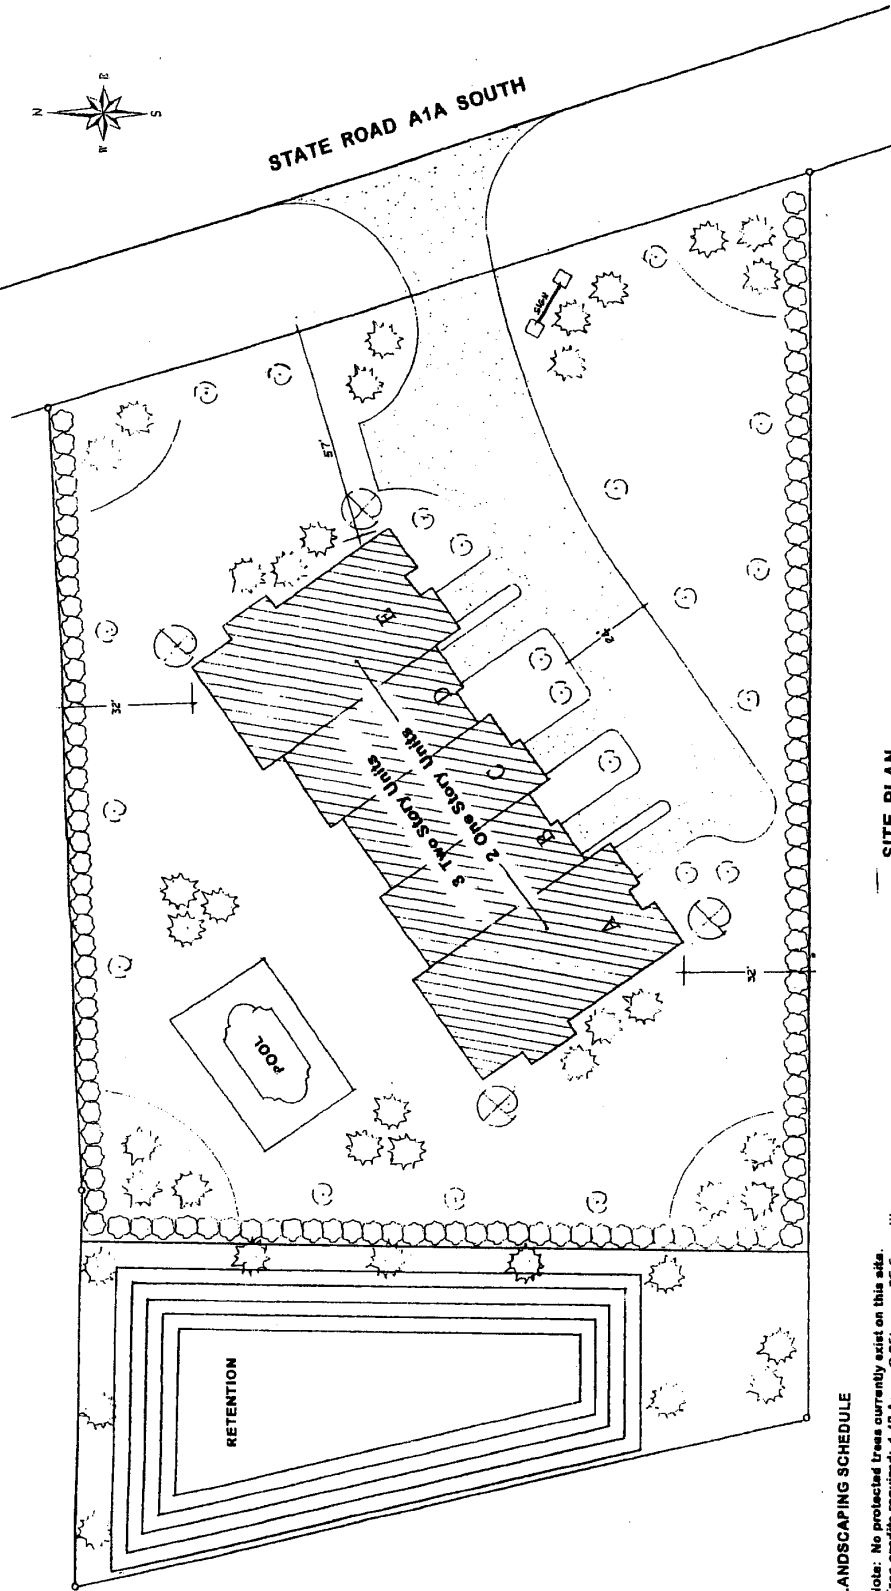 N
E
S
W
STATE ROAD A1A SOUTH
SIGN
57'
32'
E
D
C
B
A
3 Two Story Units
2 One Story Units
24'
32'
POOL
RETENTION
SITE PLAN
LANDSCAPING SCHEDULE
Note: No protected trees currently exist on this site.